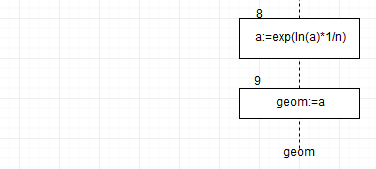 8
a:=exp(ln(a)*1/n)
9
geom:=a
geom